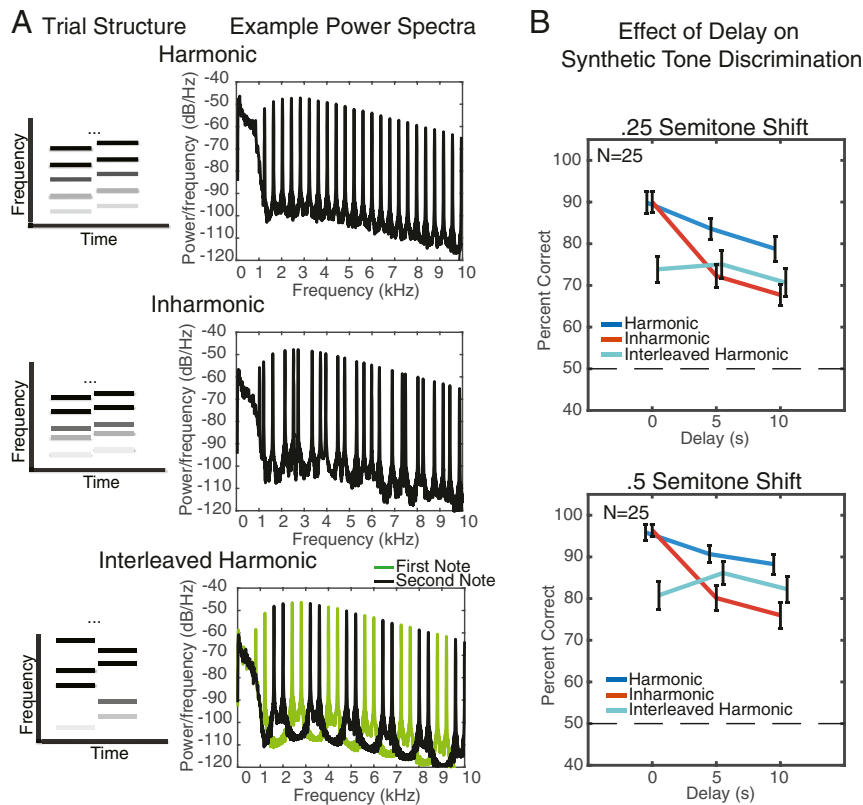 A
Trial Structure
Example Power Spectra
Harmonic
Frequency
...
Time
Power/frequency (dB/Hz)
-40
-50
-60
-70
-80
-90
-100
-110
-120
0 1 2 3 4 5 6 7 8 9 10
Frequency (kHz)
Inharmonic
Frequency
...
Time
Power/frequency (dB/Hz)
-40
-50
-60
-70
-80
-90
-100
-110
-120
0 1 2 3 4 5 6 7 8 9 10
Frequency (kHz)
Interleaved Harmonic
First Note
Second Note
Frequency
...
Time
Power/frequency (dB/Hz)
-40
-50
-60
-70
-80
-90
-100
-110
-120
0 1 2 3 4 5 6 7 8 9 10
Frequency (kHz)
B
Effect of Delay on
Synthetic Tone Discrimination
.25 Semitone Shift
N=25
Percent Correct
100
90
80
70
60
50
40
Harmonic
Inharmonic
Interleaved Harmonic
0 5 10
Delay (s)
.5 Semitone Shift
N=25
Percent Correct
100
90
80
70
60
50
40
Harmonic
Inharmonic
Interleaved Harmonic
0 5 10
Delay (s)